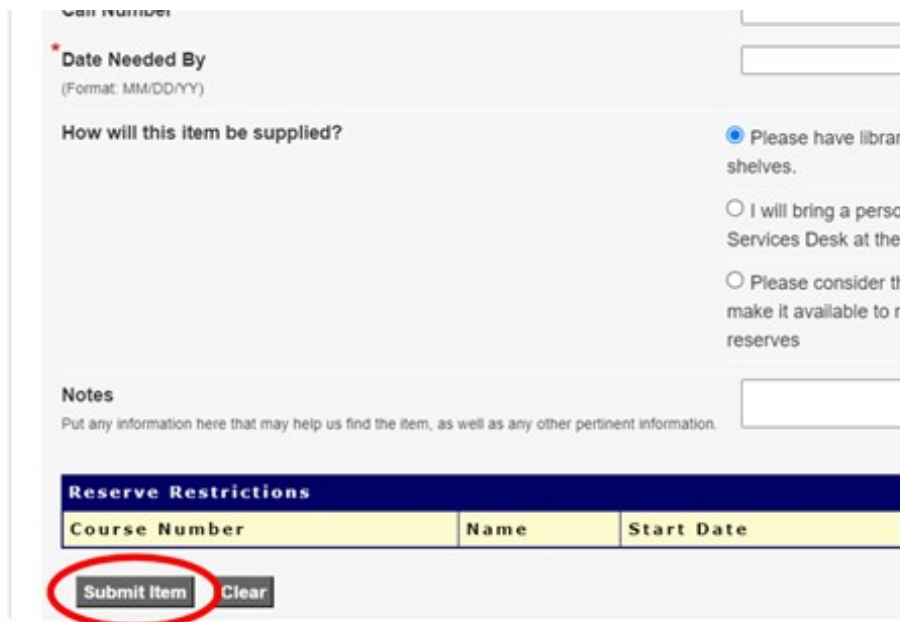 Call Number
* Date Needed By
(Format: MM/DD/YY)
How will this item be supplied?
Please have
shelves.
I will bring a
Services Desk at the
Please consider
make it available to
reserves
Notes
Put any information here that may help us find the item, as well as any other pertinent information.
Reserve Restrictions
Course Number Name Start Date
Submit Item Clear